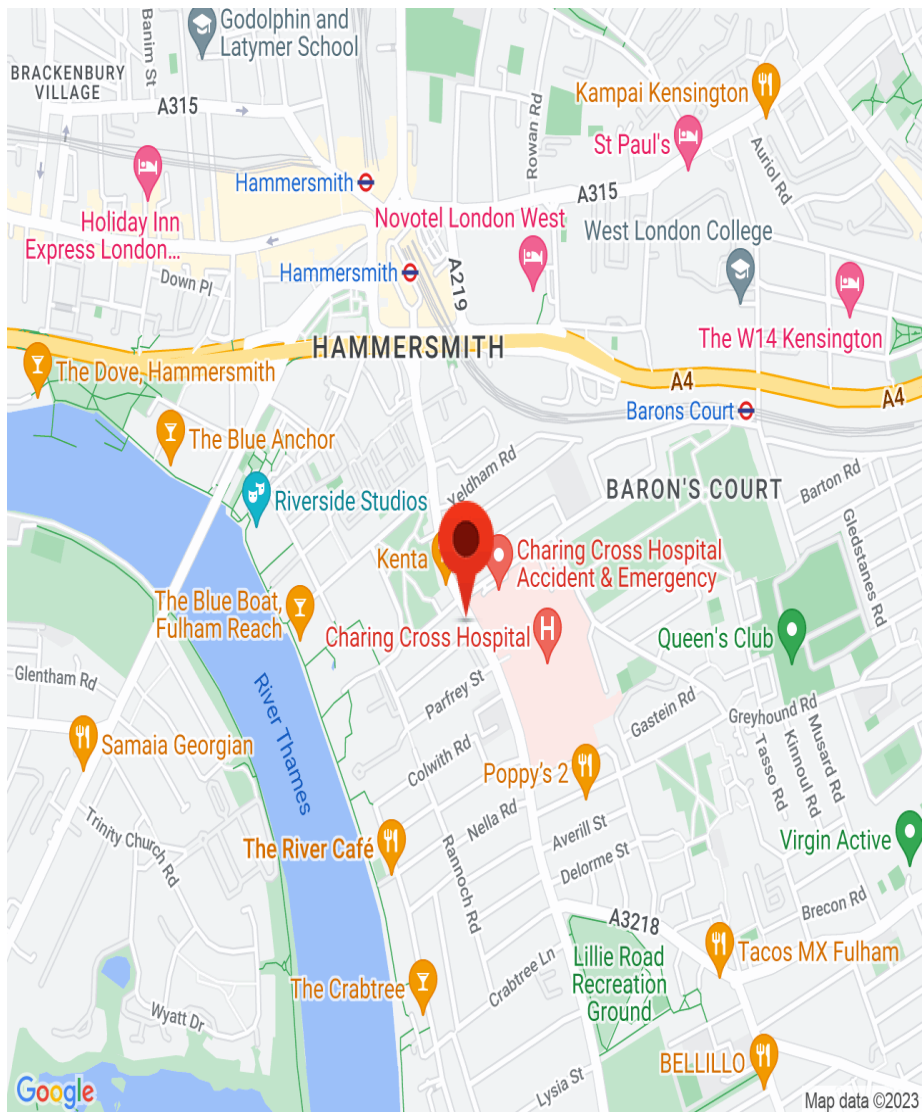 Godolphin and
Latymer School
Banim St
BRACKENBURY
VILLAGE
A315
Kampai Kensington
St Paul's
Rowan Rd
Auriol Rd
Hammersmith
A315
Holiday Inn
Express London...
Novotel London West
West London College
Hammersmith
A219
Down Pl
HAMMERSMITH
The W14 Kensington
The Dove, Hammersmith
A4
A4
Barons Court
The Blue Anchor
Yeldham Rd
BARON'S COURT
Barton Rd
Riverside Studios
Gledstanes Rd
Kenta
Charing Cross Hospital
Accident & Emergency
The Blue Boat,
Fulham Reach
Charing Cross Hospital
H
Queen's Club
Glentham Rd
River Thames
Parfrey St
Gastein Rd
Greyhound Rd
Samaia Georgian
Colwith Rd
Tasso Rd
Kinnoul Rd
Musard Rd
Poppy's 2
Trinity Church Rd
The River Café
Nella Rd
Averill St
Virgin Active
Rannoch Rd
Delorme St
Brecon Rd
A3218
Lillie Road
Recreation
Ground
Tacos MX Fulham
The Crabtree
Crabtree Ln
Wyatt Dr
BELLILLO
Lysia St
Google
Map data ©2023